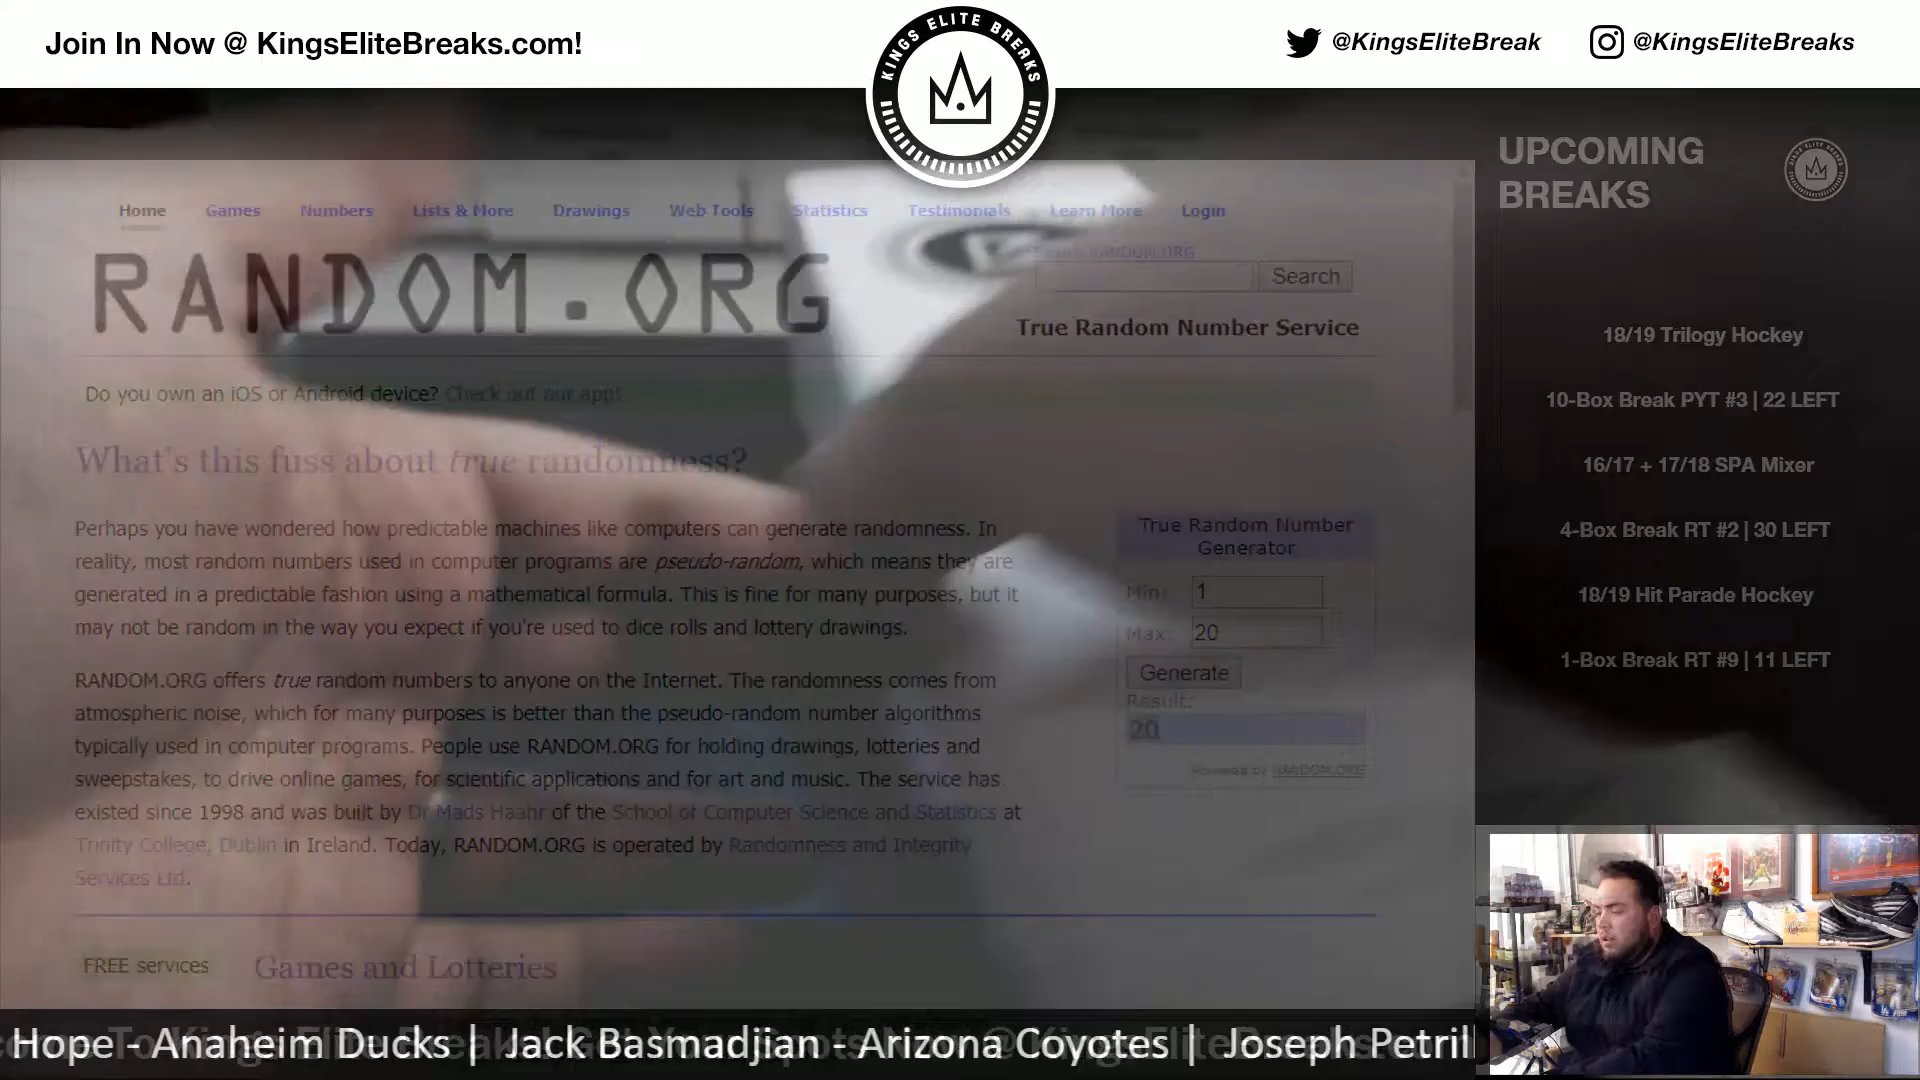 Join In Now @ KingsEliteBreaks.com!
KINGS ELITE BREAKS
@KingsEliteBreak
@KingsEliteBreaks
UPCOMING
BREAKS
KINGS ELITE BREAKS
18/19 Trilogy Hockey
10-Box Break PYT #3 | 22 LEFT
16/17 + 17/18 SPA Mixer
4-Box Break RT #2 | 30 LEFT
18/19 Hit Parade Hockey
1-Box Break RT #9 | 11 LEFT
Home Games Numbers Lists & More Drawings Web Tools Statistics Testimonials Learn More Login
RANDOM.ORG
Search RANDOM.ORG
Search
True Random Number Service
Do you own an iOS or Android device? Check out our app!
What's this fuss about true randomness?
Perhaps you have wondered how predictable machines like computers can generate randomness. In
reality, most random numbers used in computer programs are pseudo-random, which means they are
generated in a predictable fashion using a mathematical formula. This is fine for many purposes, but it
may not be random in the way you expect if you're used to dice rolls and lottery drawings.
RANDOM.ORG offers true random numbers to anyone on the Internet. The randomness comes from
atmospheric noise, which for many purposes is better than the pseudo-random number algorithms
typically used in computer programs. People use RANDOM.ORG for holding drawings, lotteries and
sweepstakes, to drive online games, for scientific applications and for art and music. The service has
existed since 1998 and was built by Dr Mads Haahr of the School of Computer Science and Statistics at
Trinity College, Dublin in Ireland. Today, RANDOM.ORG is operated by Randomness and Integrity
Services Ltd.
True Random Number
Generator
Min: 1
Max: 20
Generate
Result:
20
Powered by RANDOM.ORG
FREE services
Games and Lotteries
Hope - Anaheim Ducks | Jack Basmadjian - Arizona Coyotes | Joseph Petril